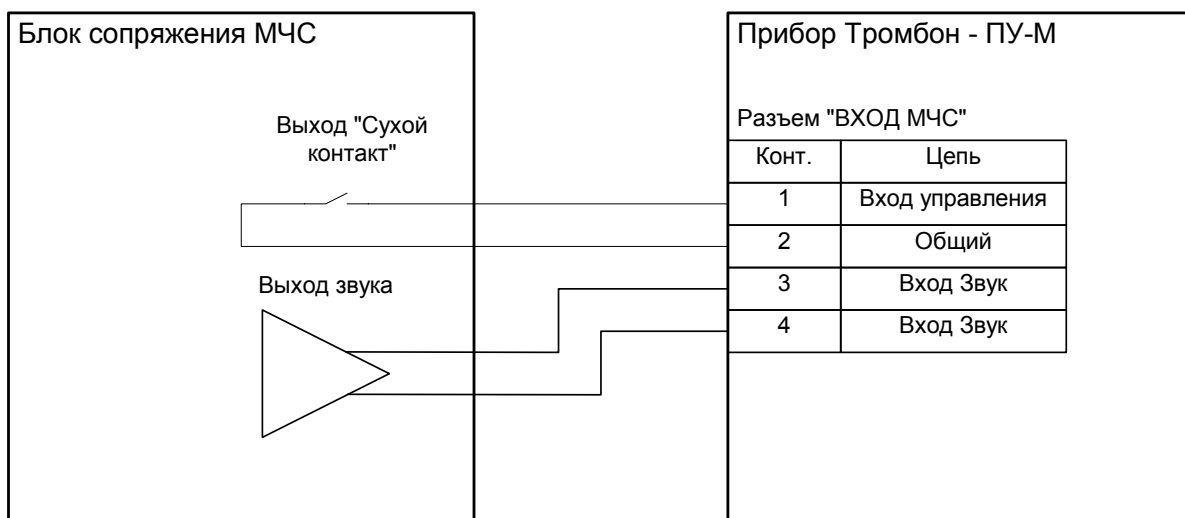 Блок сопряжения МЧС
Выход "Сухой
контакт"
Выход звука
Прибор Тромбон - ПУ-М
Разъем "ВХОД МЧС"
Конт. Цепь
1 Вход управления
2 Общий
3 Вход Звук
4 Вход Звук